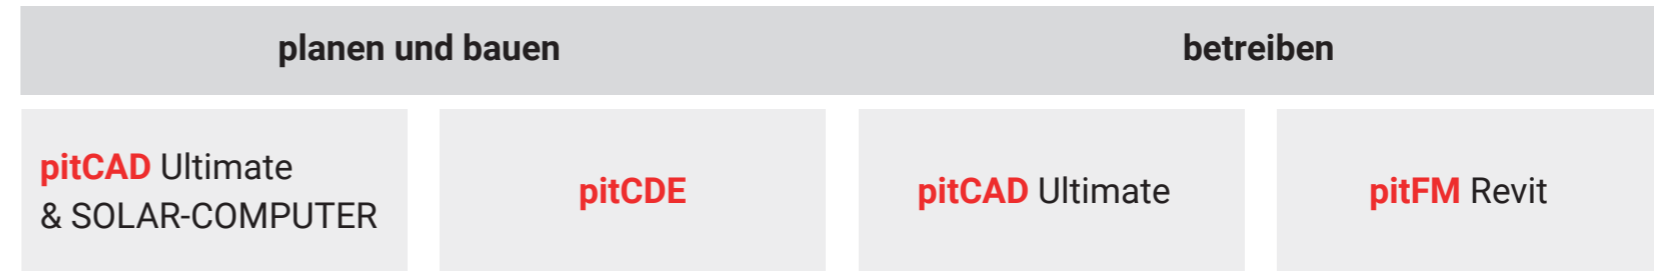 planen und bauen
betreiben
pitCAD Ultimate
& SOLAR-COMPUTER
pitCDE
pitCAD Ultimate
pitFM Revit